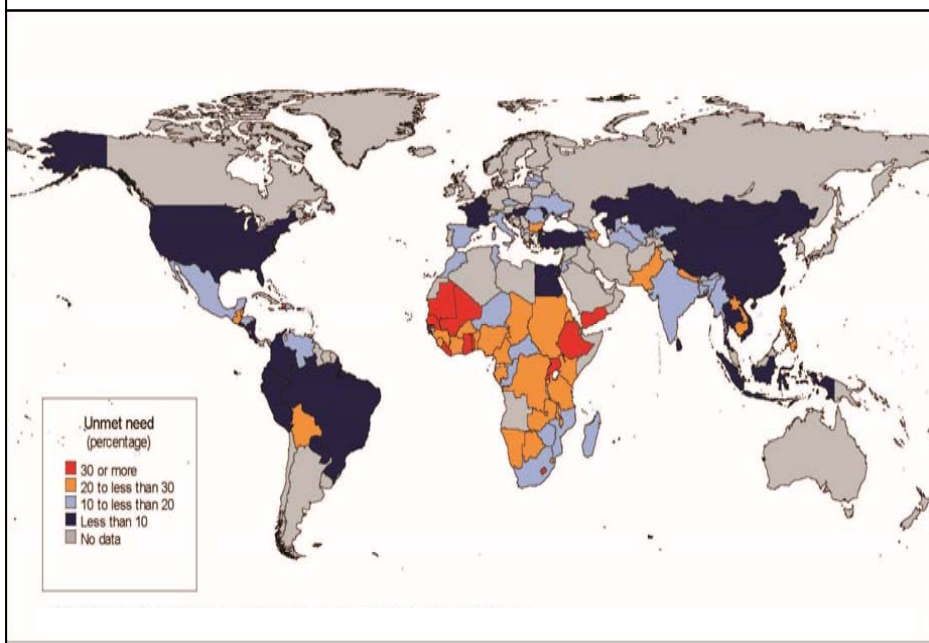 Unmet need
(percentage)
30 or more
20 to less than 30
10 to less than 20
Less than 10
No data